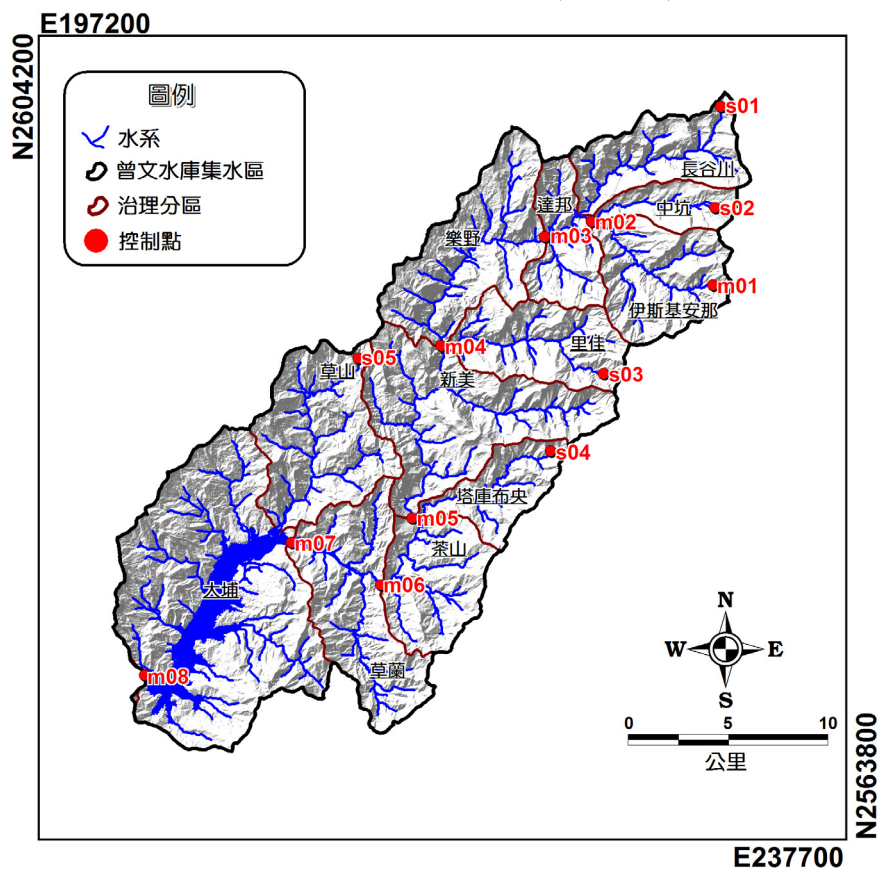 E197200
N2604200
圖例
水系
曾文水庫集水區
治理分區
控制點
s01
長谷川
達邦
中坑
s02
m02
樂野
m03
m01
伊斯基安那
里佳
m04
s05
草山
新美
s03
s04
塔庫布央
m05
茶山
m07
大埔
m06
N
W
E
S
草蘭
m08
0
5
10
公里
N2563800
E237700